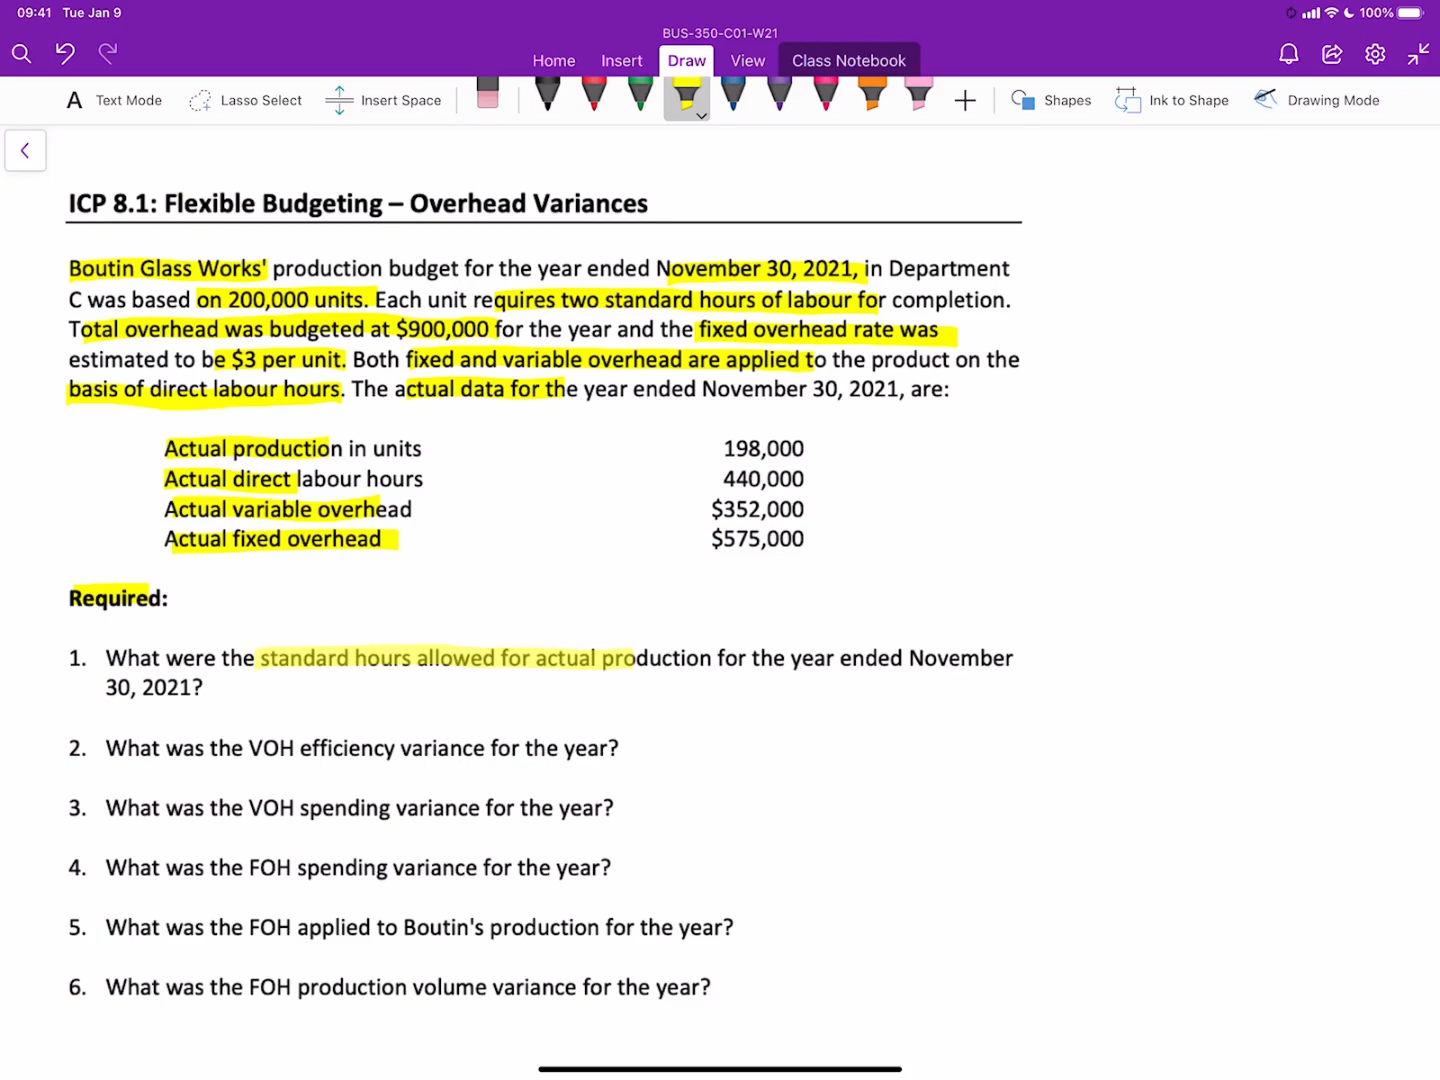 09:41 Tue Jan 9
100%
BUS-350-C01-W21
Home Insert Draw View Class Notebook
A Text Mode Lasso Select Insert Space Shapes Ink to Shape Drawing Mode
ICP 8.1: Flexible Budgeting – Overhead Variances
Boutin Glass Works' production budget for the year ended November 30, 2021, in Department
C was based on 200,000 units. Each unit requires two standard hours of labour for completion.
Total overhead was budgeted at $900,000 for the year and the fixed overhead rate was
estimated to be $3 per unit. Both fixed and variable overhead are applied to the product on the
basis of direct labour hours. The actual data for the year ended November 30, 2021, are:
Actual production in units 198,000
Actual direct labour hours 440,000
Actual variable overhead $352,000
Actual fixed overhead $575,000
Required:
1. What were the standard hours allowed for actual production for the year ended November
30, 2021?
2. What was the VOH efficiency variance for the year?
3. What was the VOH spending variance for the year?
4. What was the FOH spending variance for the year?
5. What was the FOH applied to Boutin's production for the year?
6. What was the FOH production volume variance for the year?